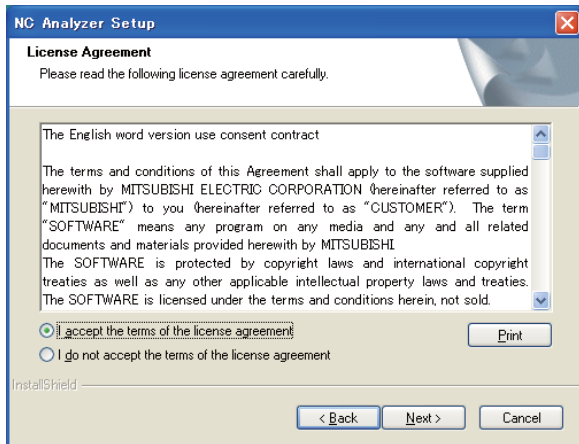 NC Analyzer Setup
License Agreement
Please read the following license agreement carefully.
The English word version use consent contract
The terms and conditions of this Agreement shall apply to the software supplied
herewith by MITSUBISHI ELECTRIC CORPORATION (hereinafter referred to as
"MITSUBISHI") to you (hereinafter referred to as "CUSTOMER"). The term
"SOFTWARE" means any program on any media and any and all related
documents and materials provided herewith by MITSUBISHI
The SOFTWARE is protected by copyright laws and international copyright
treaties as well as any other applicable intellectual property laws and treaties.
The SOFTWARE is licensed under the terms and conditions herein, not sold.
I accept the terms of the license agreement
Print
I do not accept the terms of the license agreement
InstallShield
< Back Next > Cancel